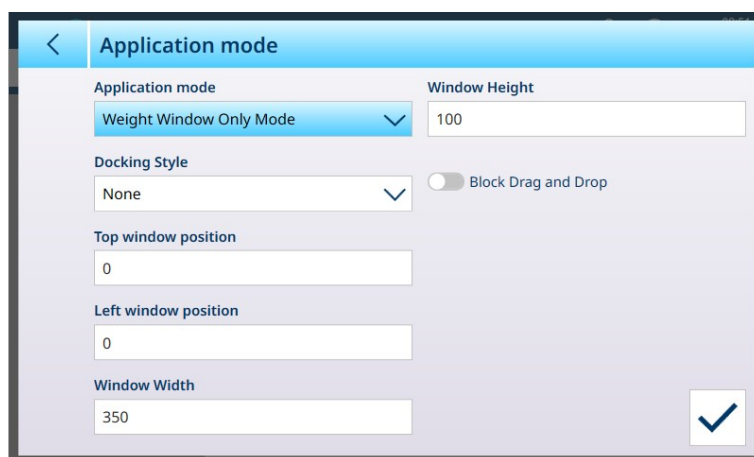 Application mode
Application mode
Weight Window Only Mode
Docking Style
None
Top window position
0
Left window position
0
Window Width
350
Window Height
100
Block Drag and Drop